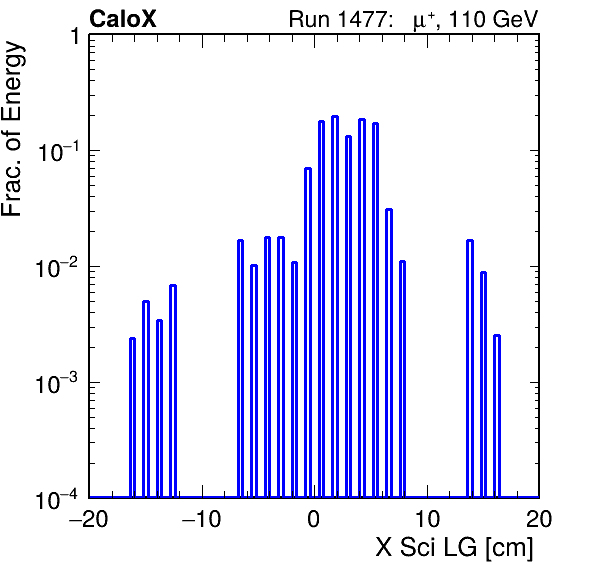 CaloX Run 1477: μ⁺, 110 GeV
Frac. of Energy
1
10⁻¹
10⁻²
10⁻³
10⁻⁴
−20 −10 0 10 20
X Sci LG [cm]